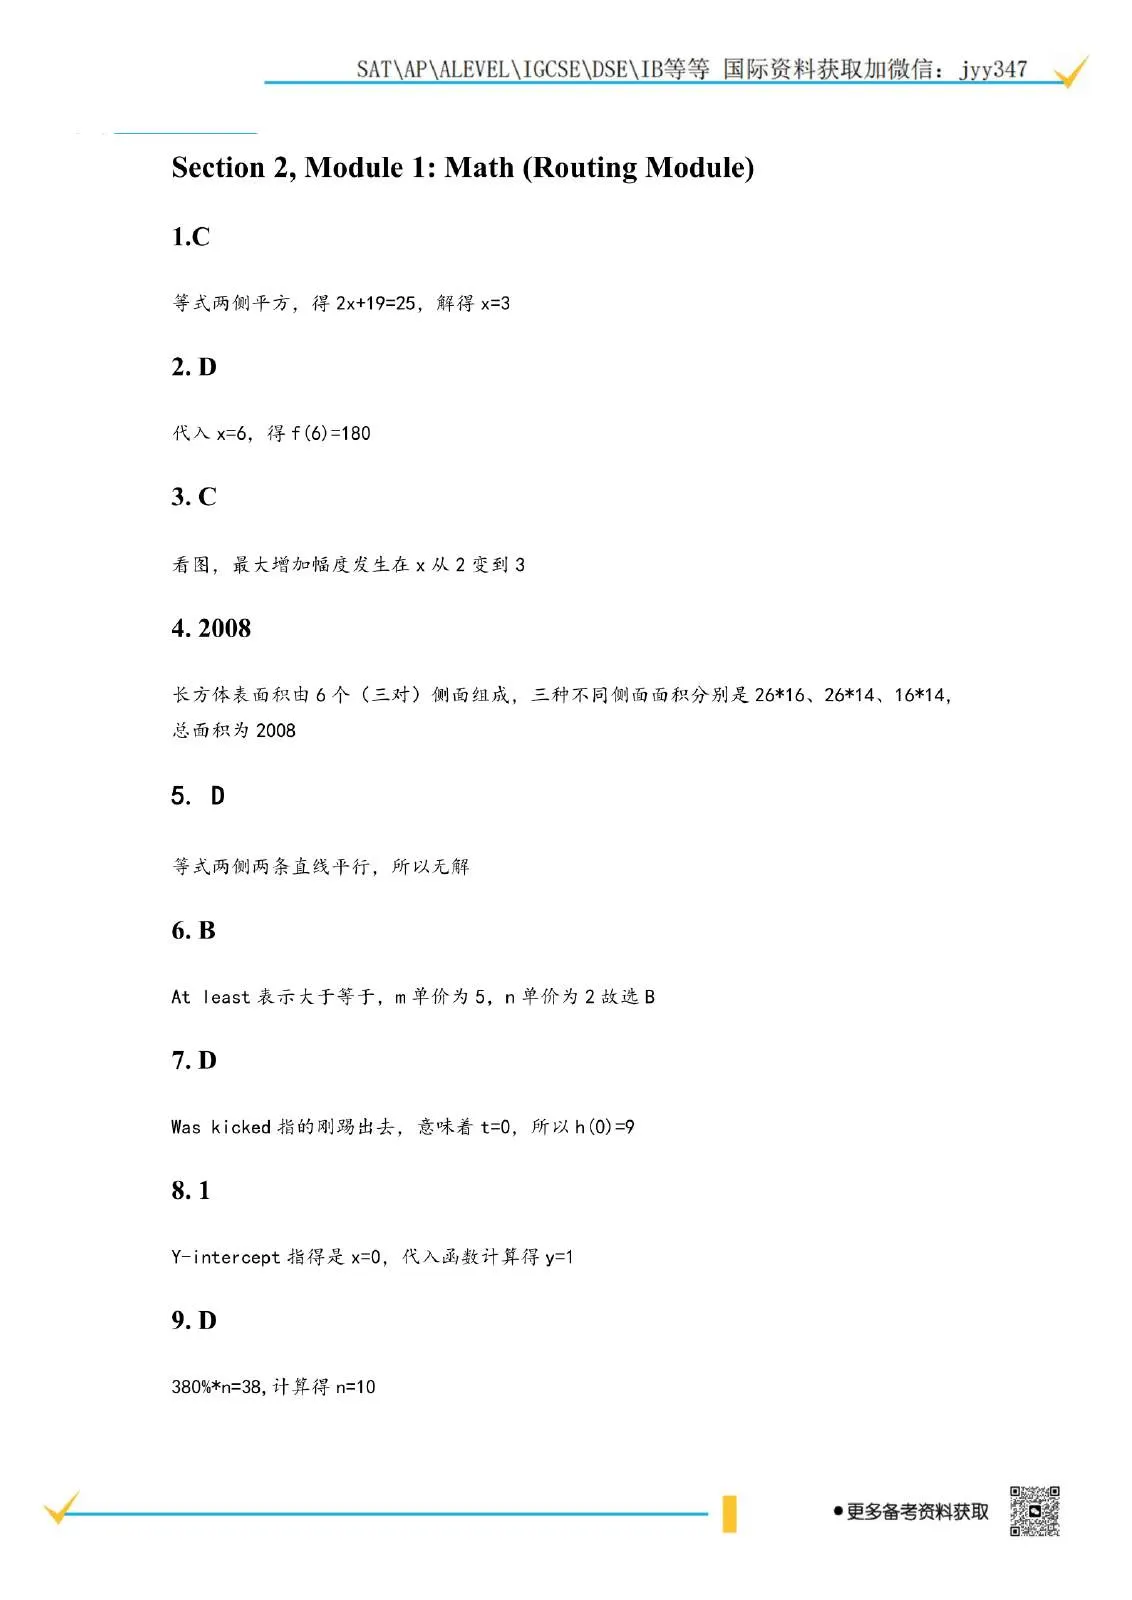 SAT\AP\ALEVEL\IGCSE\DSE\IB等等 国际资料获取加微信：jyy347
Section 2, Module 1: Math (Routing Module)
1.C
等式两侧平方，得 2x+19=25，解得 x=3
2. D
代入 x=6，得 f(6)=180
3. C
看图，最大增加幅度发生在 x 从 2 变到 3
4. 2008
长方体表面积由 6 个（三对）侧面组成，三种不同侧面面积分别是 26*16、26*14、16*14，
总面积为 2008
5. D
等式两侧两条直线平行，所以无解
6. B
At least 表示大于等于，m 单价为 5，n 单价为 2 故选 B
7. D
Was kicked 指的刚踢出去，意味着 t=0，所以 h(0)=9
8. 1
Y-intercept 指得是 x=0，代入函数计算得 y=1
9. D
380%*n=38,计算得 n=10
●更多备考资料获取